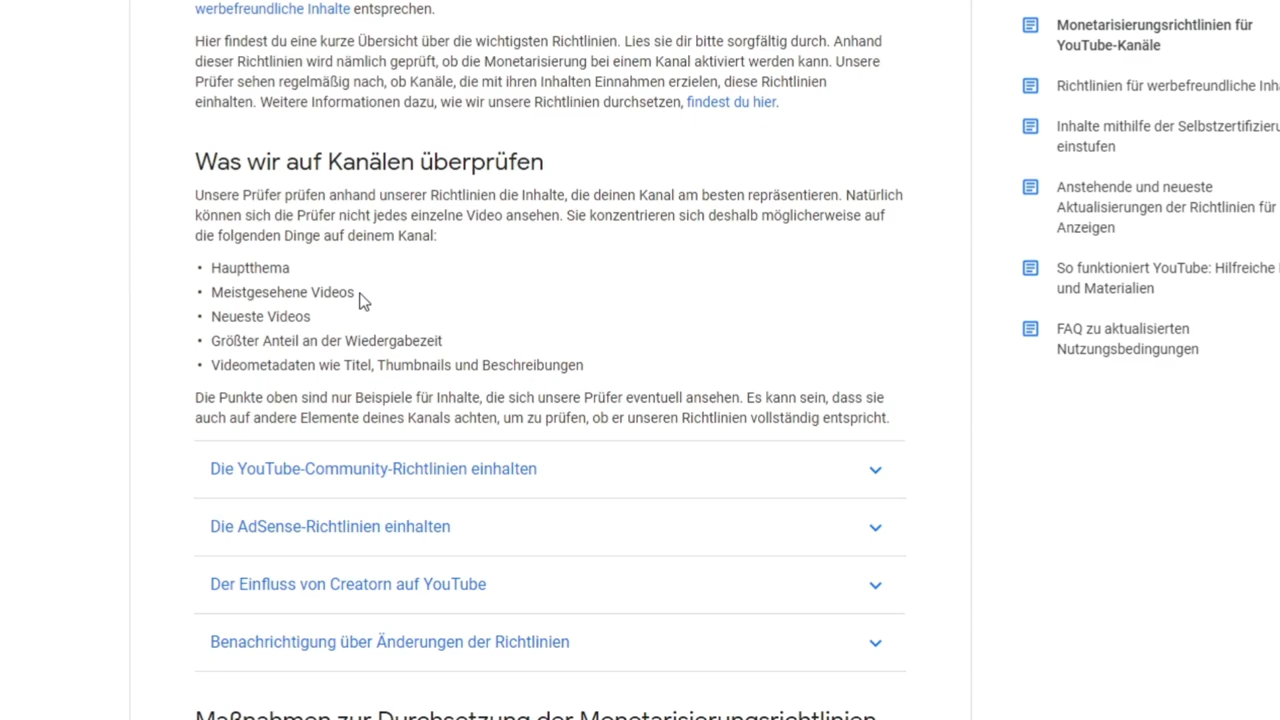 werbefreundliche Inhalte entsprechen.
Hier findest du eine kurze Übersicht über die wichtigsten Richtlinien. Lies sie dir bitte sorgfältig durch. Anhand
dieser Richtlinien wird nämlich geprüft, ob die Monetarisierung bei einem Kanal aktiviert werden kann. Unsere
Prüfer sehen regelmäßig nach, ob Kanäle, die mit ihren Inhalten Einnahmen erzielen, diese Richtlinien
einhalten. Weitere Informationen dazu, wie wir unsere Richtlinien durchsetzen, findest du hier.
Was wir auf Kanälen überprüfen
Unsere Prüfer prüfen anhand unserer Richtlinien die Inhalte, die deinen Kanal am besten repräsentieren. Natürlich
können sich die Prüfer nicht jedes einzelne Video ansehen. Sie konzentrieren sich deshalb möglicherweise auf
die folgenden Dinge auf deinem Kanal:
• Hauptthema
• Meistgesehene Videos
• Neueste Videos
• Größter Anteil an der Wiedergabezeit
• Videometadaten wie Titel, Thumbnails und Beschreibungen
Die Punkte oben sind nur Beispiele für Inhalte, die sich unsere Prüfer eventuell ansehen. Es kann sein, dass sie
auch auf andere Elemente deines Kanals achten, um zu prüfen, ob er unseren Richtlinien vollständig entspricht.
Die YouTube-Community-Richtlinien einhalten
Die AdSense-Richtlinien einhalten
Der Einfluss von Creatorn auf YouTube
Benachrichtigung über Änderungen der Richtlinien
Maßnahmen zur Durchsetzung der Monetarisierungsrichtlinien
Monetarisierungsrichtlinien für
YouTube-Kanäle
Richtlinien für werbefreundliche
Inhalte mithilfe der
einstufen
Anstehende und neueste
Aktualisierungen der Richtlinien für
Anzeigen
So funktioniert YouTube: Hilfreiche
und Materialien
FAQ zu aktualisierten
Nutzungsbedingungen